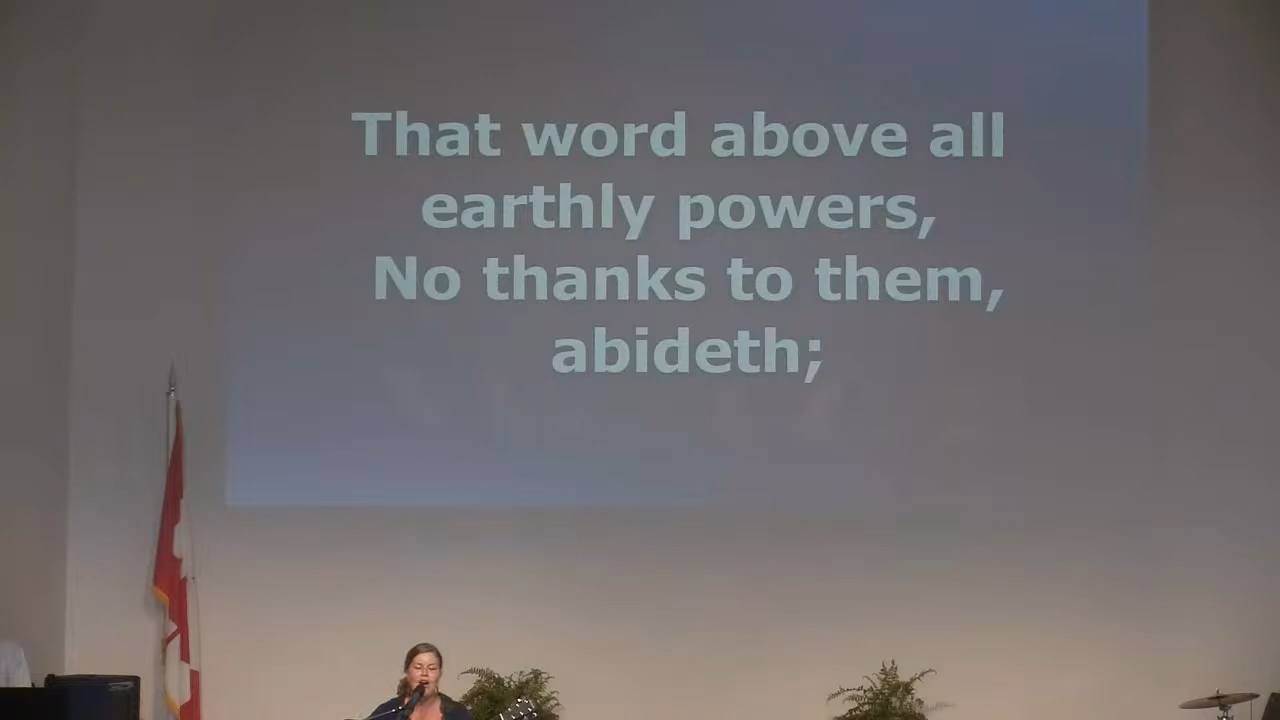 That word above all
earthly powers,
No thanks to them,
abideth;